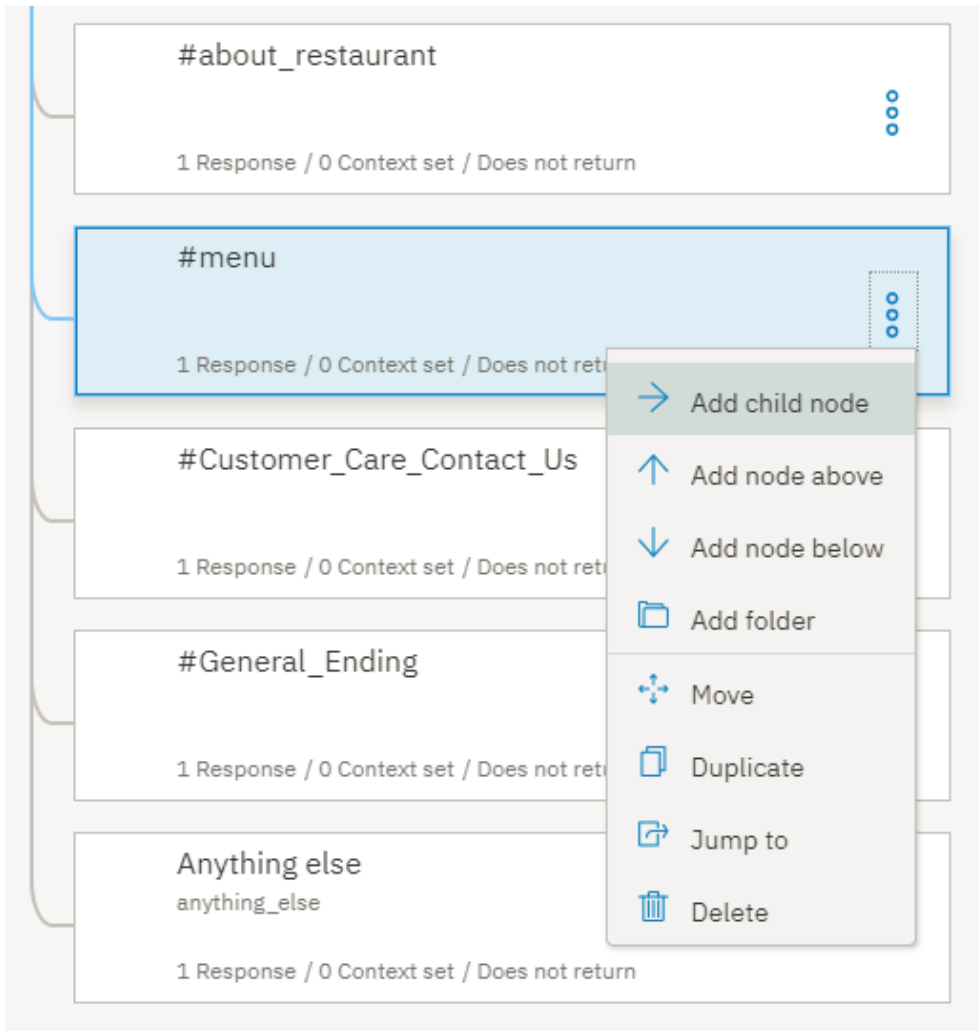 #about_restaurant
1 Response / 0 Context set / Does not return
#menu
1 Response / 0 Context set / Does not
#Customer_Care_Contact_Us
1 Response / 0 Context set / Does not
#General_Ending
1 Response / 0 Context set / Does not
Anything else
anything_else
1 Response / 0 Context set / Does not return
Add child node
Add node above
Add node below
Add folder
Move
Duplicate
Jump to
Delete